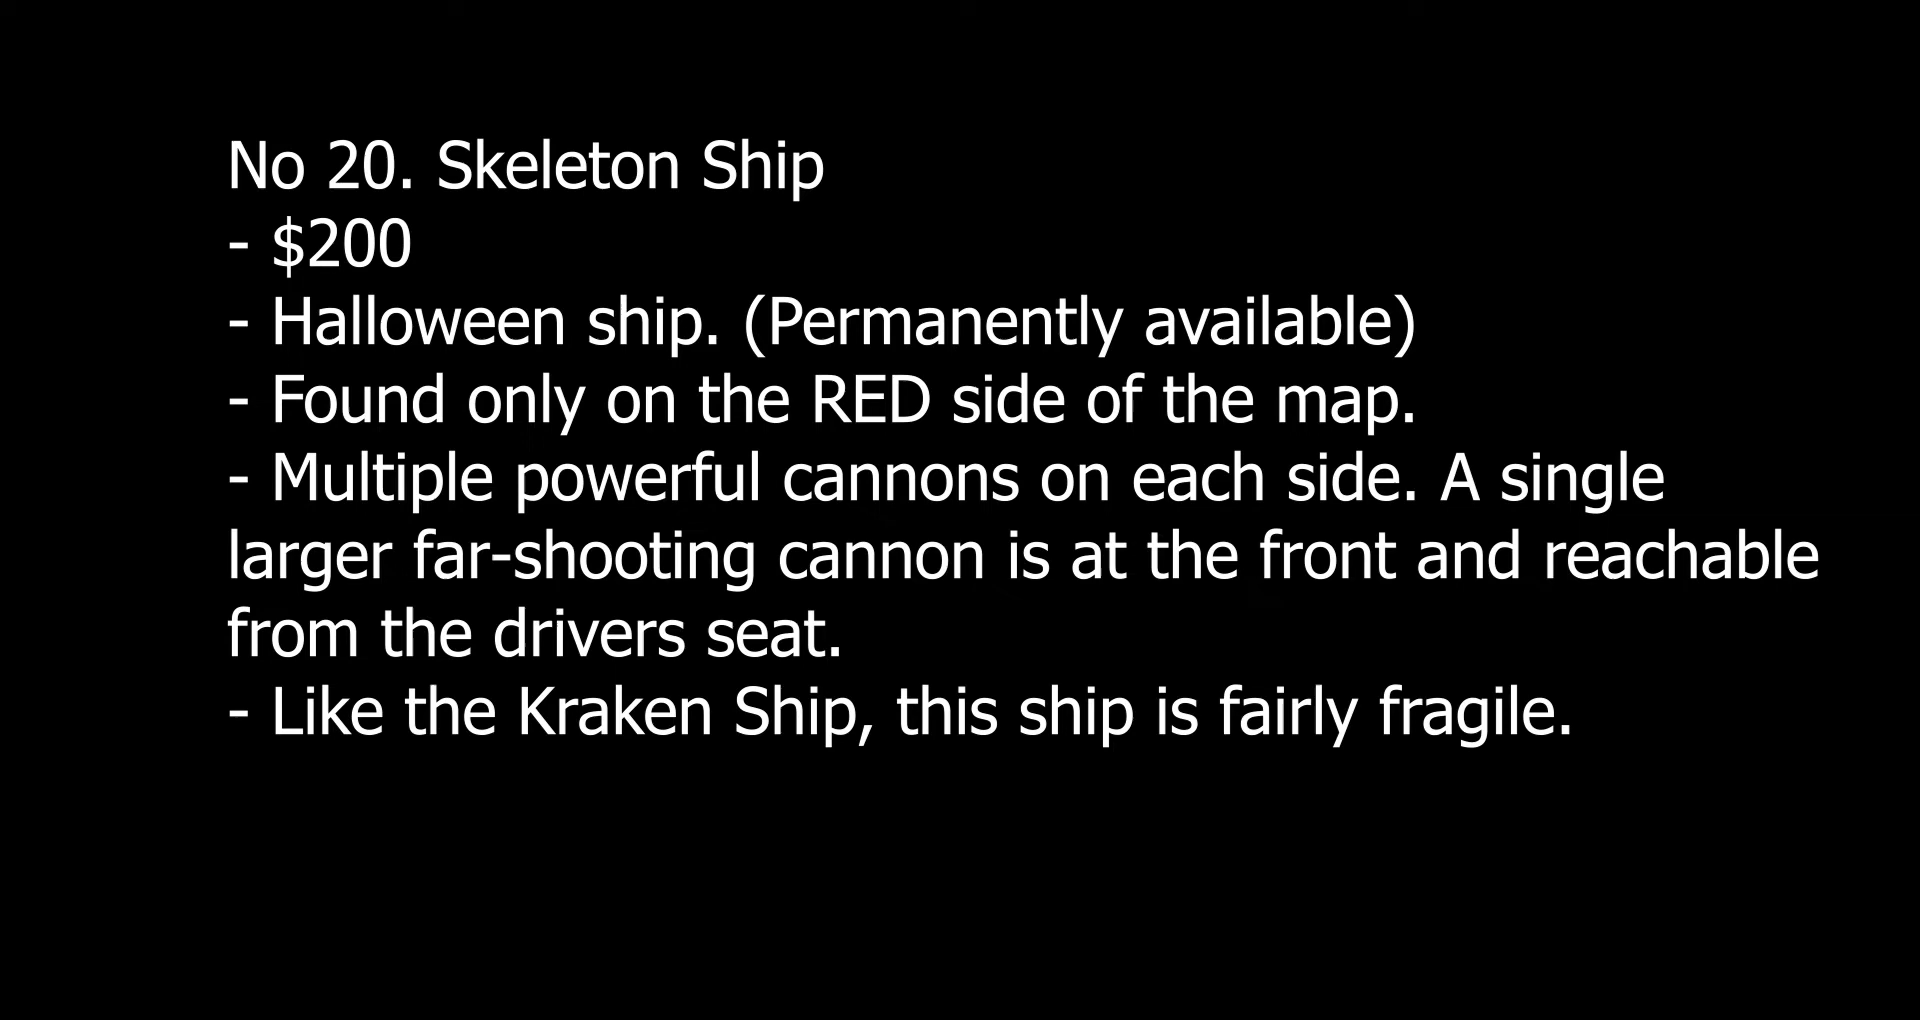 No 20. Skeleton Ship
- $200
- Halloween ship. (Permanently available)
- Found only on the RED side of the map.
- Multiple powerful cannons on each side. A single
larger far-shooting cannon is at the front and reachable
from the drivers seat.
- Like the Kraken Ship, this ship is fairly fragile.